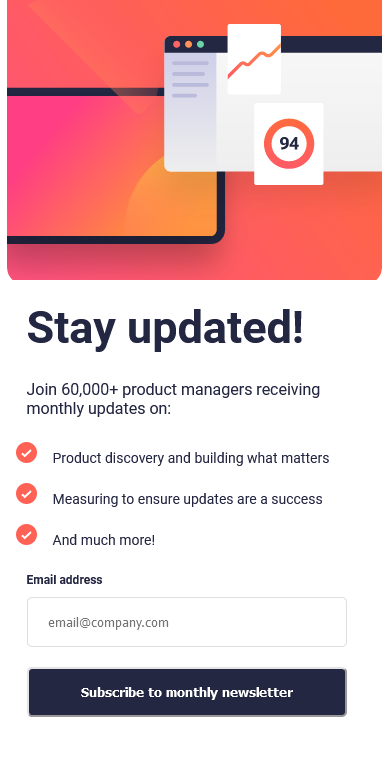 94
Stay updated!
Join 60,000+ product managers receiving
monthly updates on:
Product discovery and building what matters
Measuring to ensure updates are a success
And much more!
Email address
email@company.com
Subscribe to monthly newsletter